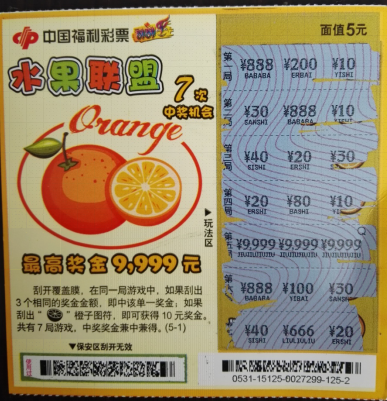 中国福利彩票 刮刮乐
面值5元
水果联盟
7次
中奖机会
Orange
最高奖金9,999元
刮开覆盖膜,在同一局游戏中,如果刮出
3个相同的奖金金额,即中该单一奖金;如果
刮出“ ”橙子图符,即可获得10元奖金。
共有7局游戏,中奖奖金兼中兼得。(5-1)
▼保安区刮开无效
▶玩法区
第一局 ¥888 ¥200 ¥10
BABABA ERBAI YISHI
第二局 ¥30 ¥888 ¥10
SANSHI BABABA YISHI
第三局 ¥40 ¥20 ¥30
SISHI ERSHI SANSHI
第四局 ¥20 ¥80 ¥10
ERSHI BASHI YISHI
¥9999 ¥9999 ¥9999
¥888 ¥100 ¥30
BABABA YIBAI SANSHI
¥40 ¥666 ¥20
SISHI LIULIULIU ERSHI
0531-15125-0027299-125-2